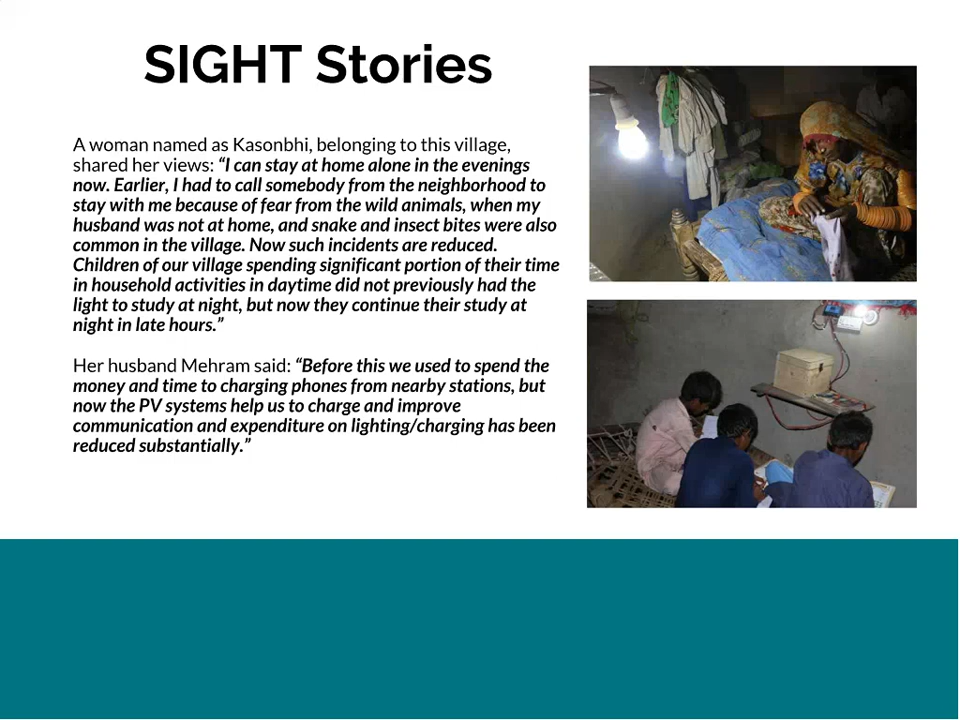 SIGHT Stories
A woman named as Kasonbhi, belonging to this village,
shared her views: “I can stay at home alone in the evenings
now. Earlier, I had to call somebody from the neighborhood to
stay with me because of fear from the wild animals, when my
husband was not at home, and snake and insect bites were also
common in the village. Now such incidents are reduced.
Children of our village spending significant portion of their time
in household activities in daytime did not previously had the
light to study at night, but now they continue their study at
night in late hours.”
Her husband Mehram said: “Before this we used to spend the
money and time to charging phones from nearby stations, but
now the PV systems help us to charge and improve
communication and expenditure on lighting/charging has been
reduced substantially.”